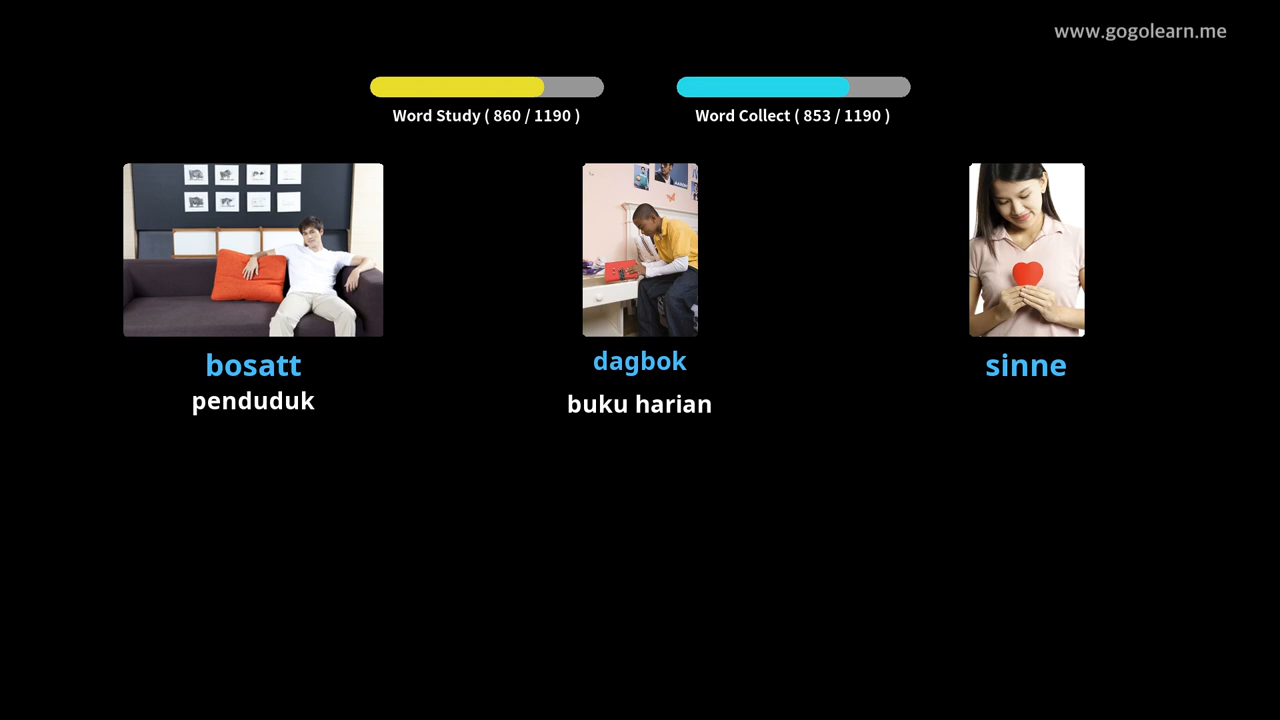 www.gogolearn.me
Word Study ( 860 / 1190 )
Word Collect ( 853 / 1190 )
bosatt
penduduk
dagbok
buku harian
sinne